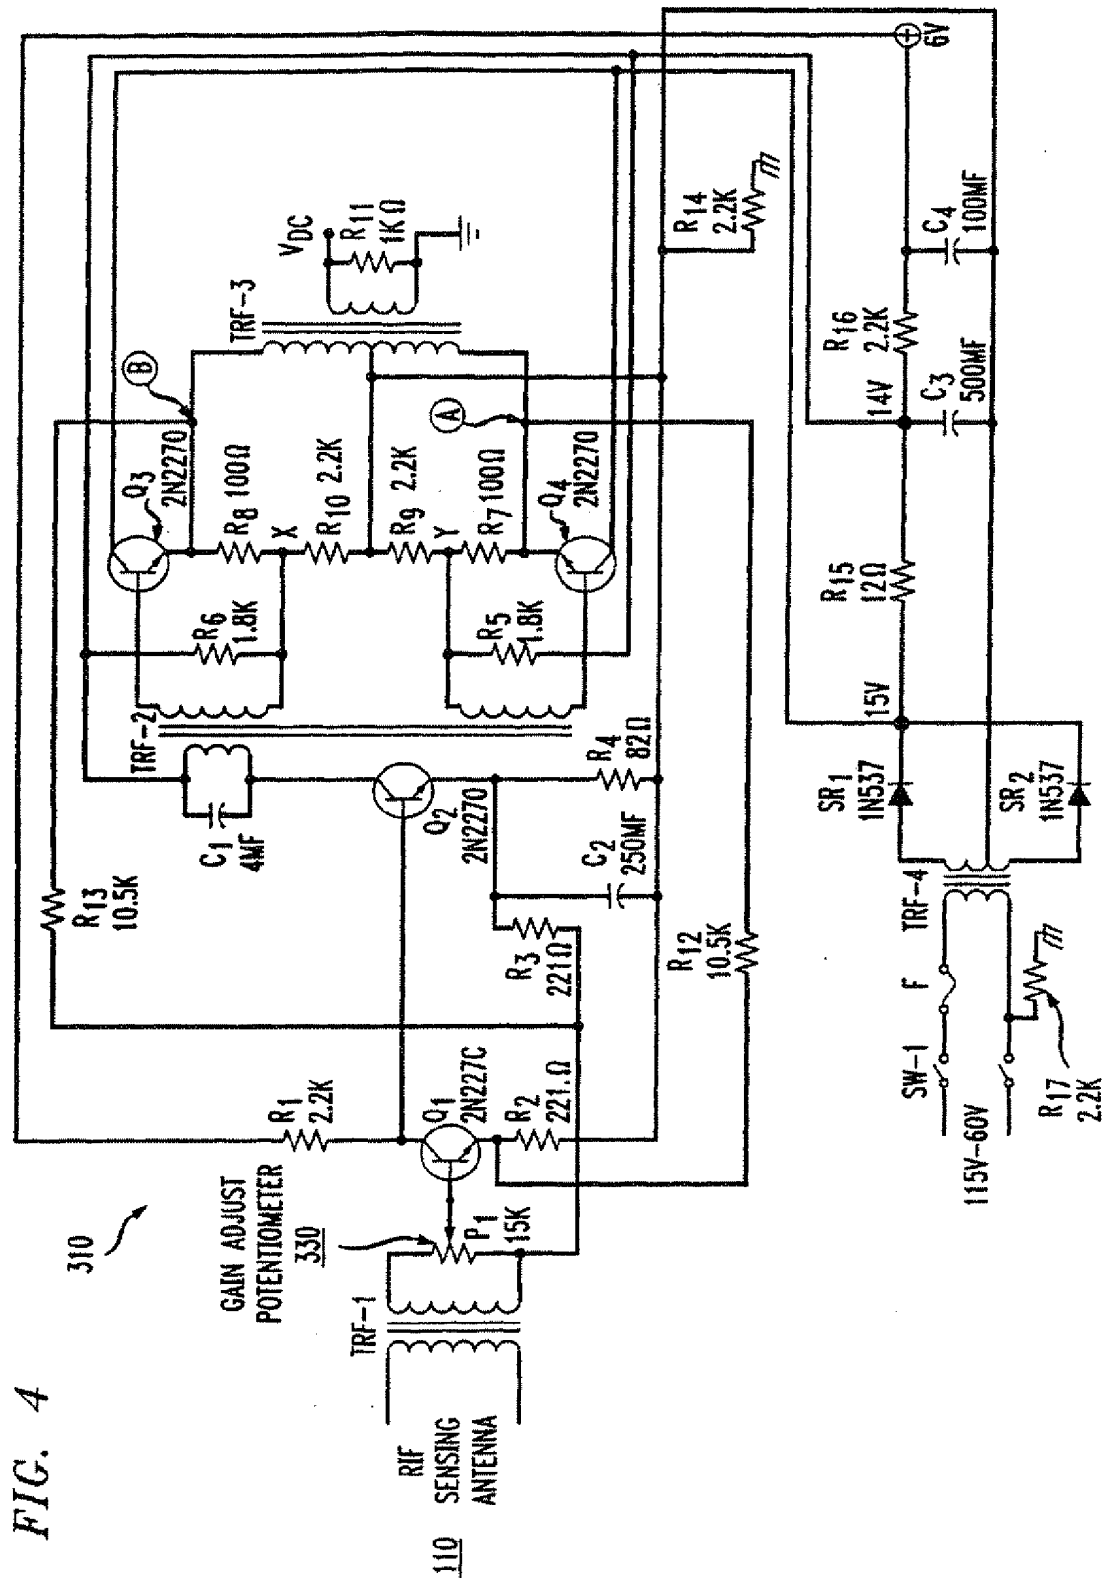 FIG. 4
310
110
RIF
SENSING
ANTENNA
TRF-1
GAIN ADJUST
POTENTIOMETER
330
P1
15K
R1
2.2K
Q1
2N227C
R2
221.Ω
R13
10.5K
R3
221Ω
R12
10.5K
C1
4MF
Q2
2N2270
C2
250MF
R4
82Ω
TRF-2
R6
1.8K
R5
1.8K
Q3
2N2270
R8 100Ω
X
R10 2.2K
R9 2.2K
Y
R7 100Ω
Q4
2N2270
B
A
TRF-3
VDC
R11
1KΩ
R14
2.2K
115V-60V
SW-1
F
R17
2.2K
TRF-4
SR1
1N537
SR2
1N537
15V
R15
12Ω
14V
C3
500MF
R16
2.2K
C4
100MF
+
6V